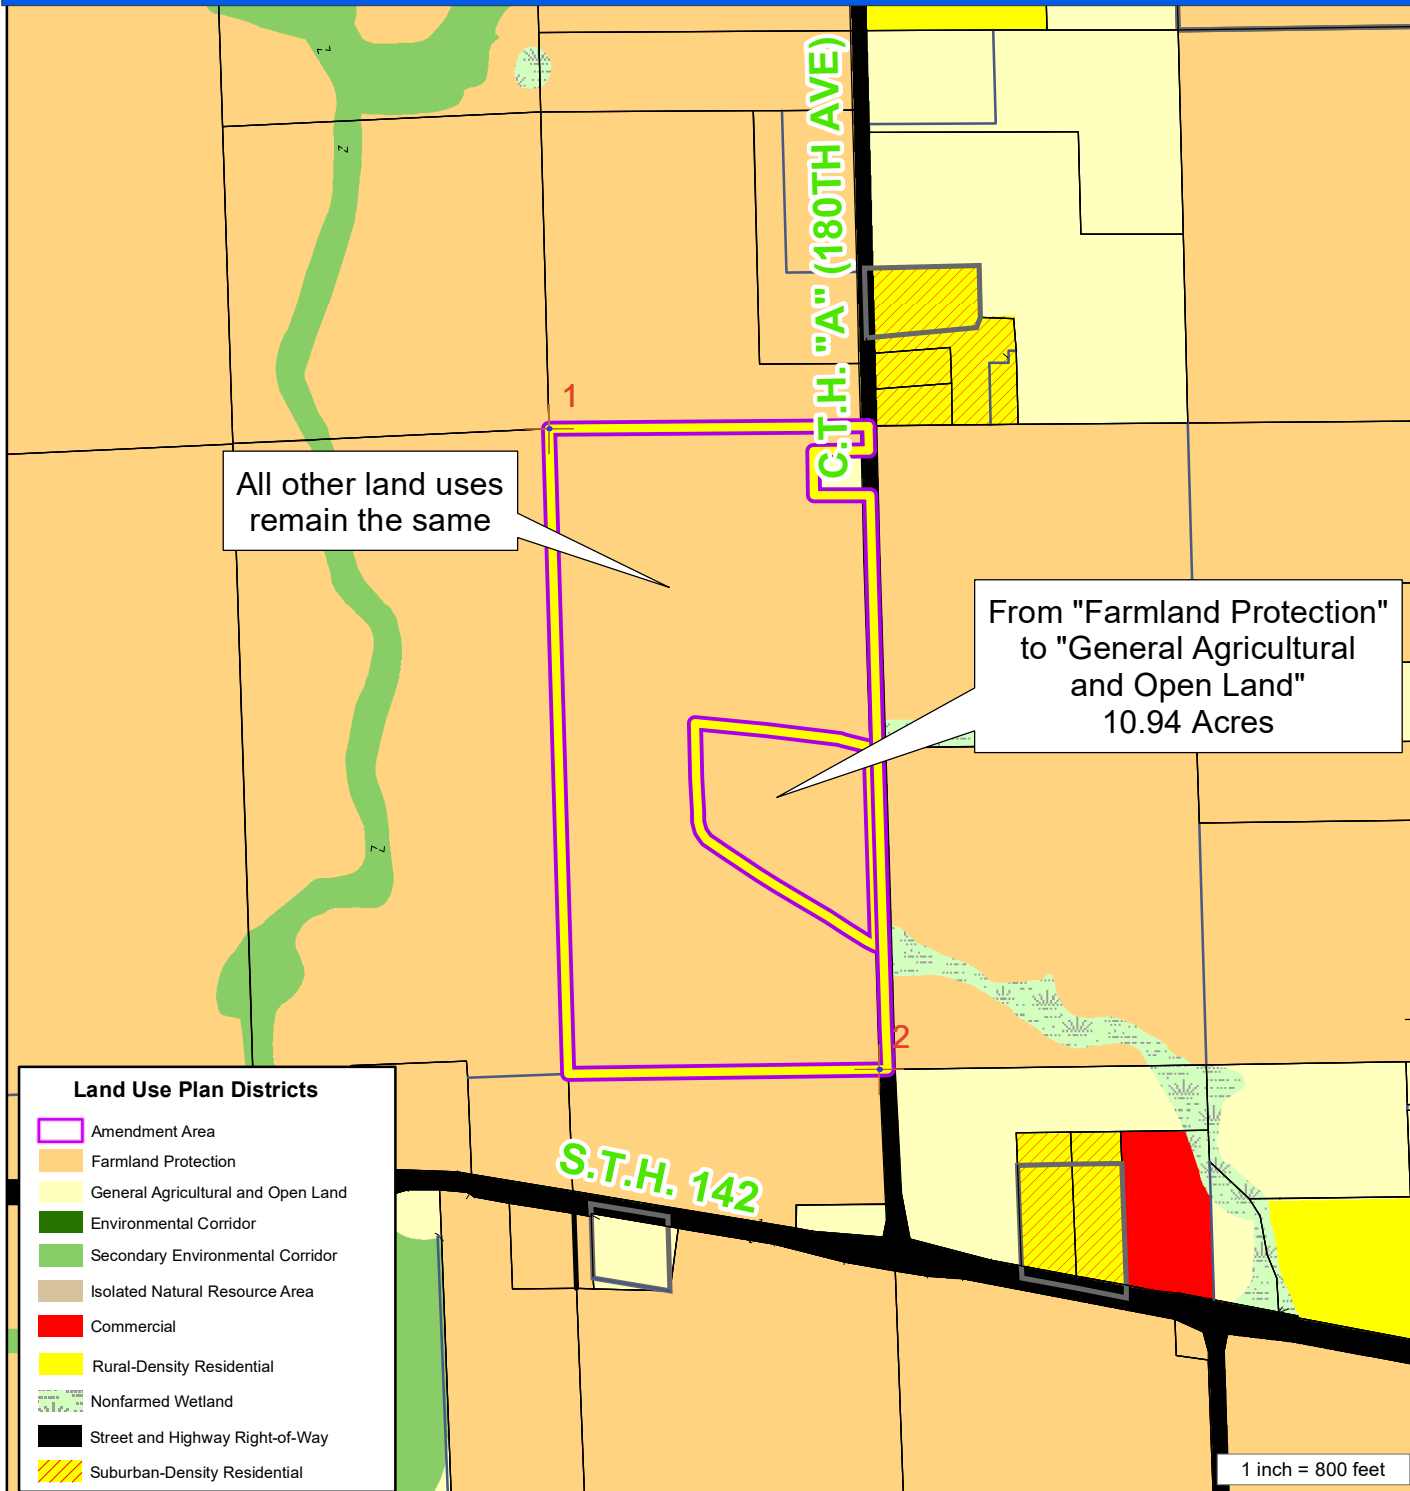 C.T.H. "A" (180TH AVE)
1
All other land uses
remain the same
From "Farmland Protection"
to "General Agricultural
and Open Land"
10.94 Acres
2
S.T.H. 142
Land Use Plan Districts
Amendment Area
Farmland Protection
General Agricultural and Open Land
Environmental Corridor
Secondary Environmental Corridor
Isolated Natural Resource Area
Commercial
Rural-Density Residential
Nonfarmed Wetland
Street and Highway Right-of-Way
Suburban-Density Residential
1 inch = 800 feet